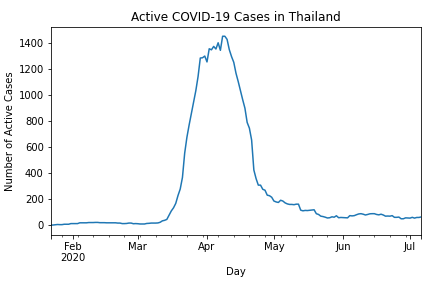 Active COVID-19 Cases in Thailand
Number of Active Cases
1400
1200
1000
800
600
400
200
0
Feb
2020
Mar
Apr
May
Jun
Jul
Day